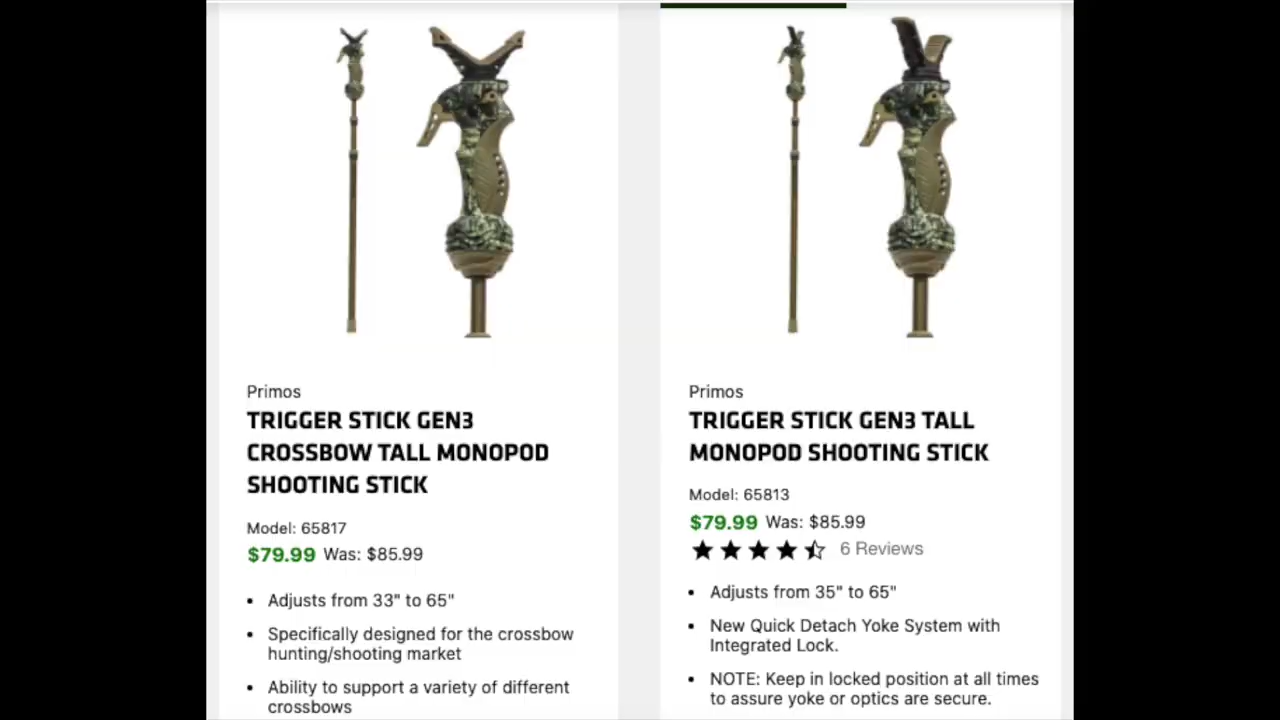 Primos
TRIGGER STICK GEN3
CROSSBOW TALL MONOPOD
SHOOTING STICK
Model: 65817
$79.99 Was: $85.99
• Adjusts from 33" to 65"
• Specifically designed for the crossbow
hunting/shooting market
• Ability to support a variety of different
crossbows
Primos
TRIGGER STICK GEN3 TALL
MONOPOD SHOOTING STICK
Model: 65813
$79.99 Was: $85.99
6 Reviews
• Adjusts from 35" to 65"
• New Quick Detach Yoke System with
Integrated Lock.
• NOTE: Keep in locked position at all times
to assure yoke or optics are secure.